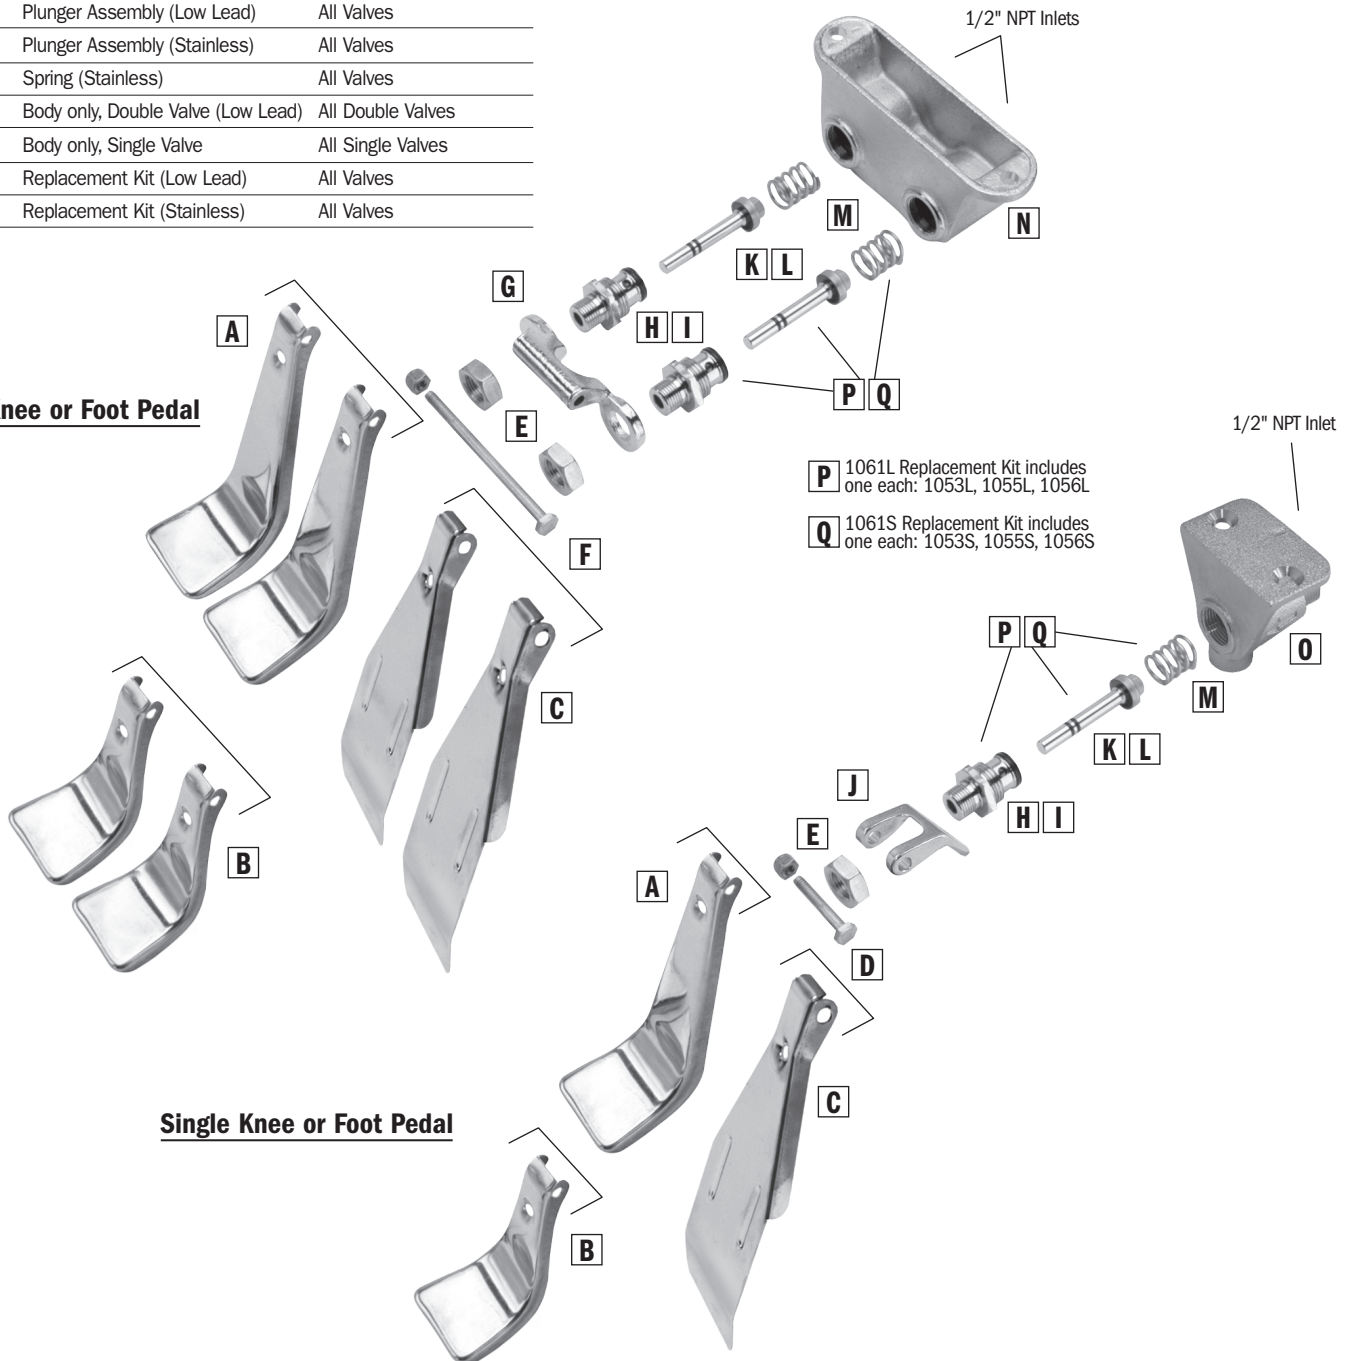 Plunger Assembly (Low Lead) All Valves
Plunger Assembly (Stainless) All Valves
Spring (Stainless) All Valves
Body only, Double Valve (Low Lead) All Double Valves
Body only, Single Valve All Single Valves
Replacement Kit (Low Lead) All Valves
Replacement Kit (Stainless) All Valves
1/2" NPT Inlets
M
N
K L
G
H I
A
P Q
E
Knee or Foot Pedal
1/2" NPT Inlet
P 1061L Replacement Kit includes
one each: 1053L, 1055L, 1056L
Q 1061S Replacement Kit includes
one each: 1053S, 1055S, 1056S
F
P Q
O
M
C
K L
J
H I
E
B
A
D
C
Single Knee or Foot Pedal
B